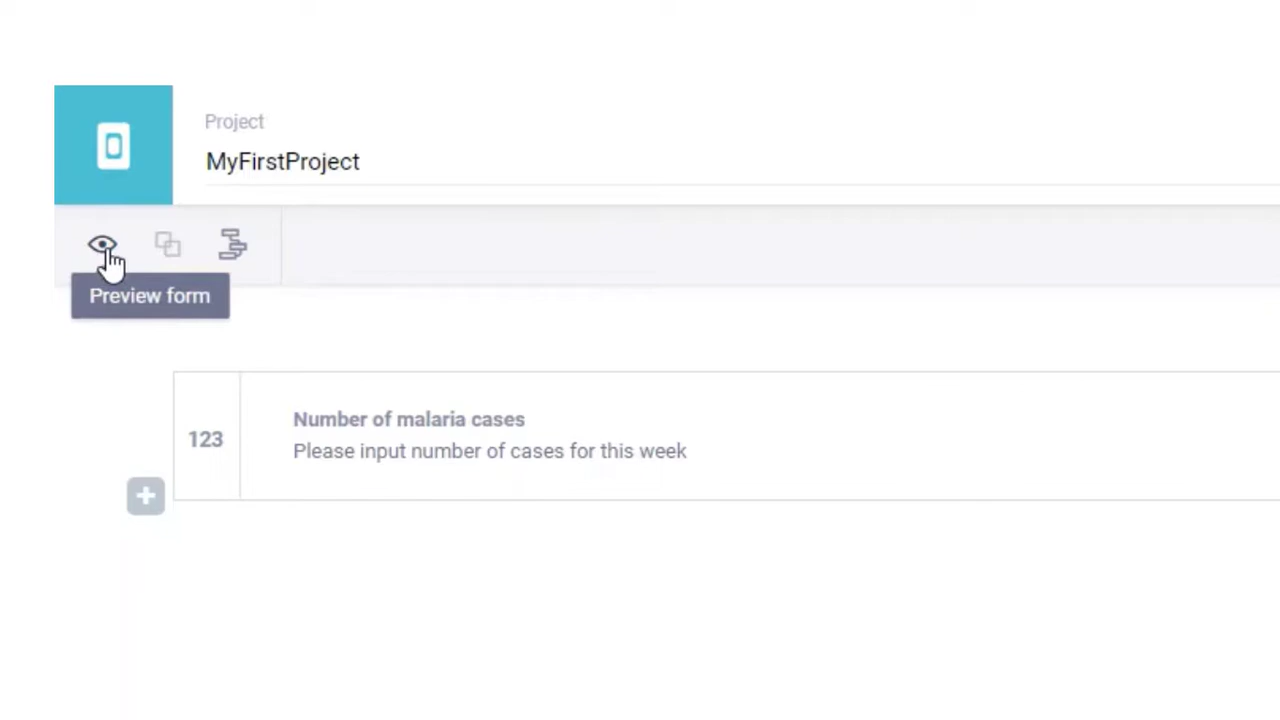 Project
MyFirstProject
Preview form
123
Number of malaria cases
Please input number of cases for this week